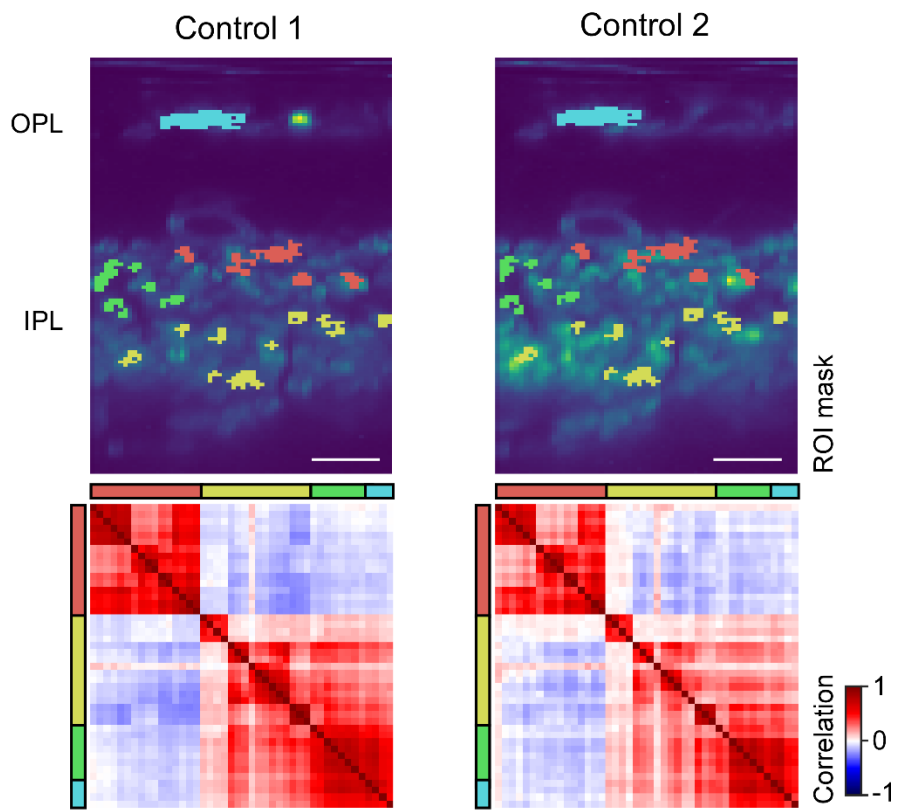 Control 1
Control 2
OPL
IPL
ROI mask
Correlation
1
0
-1